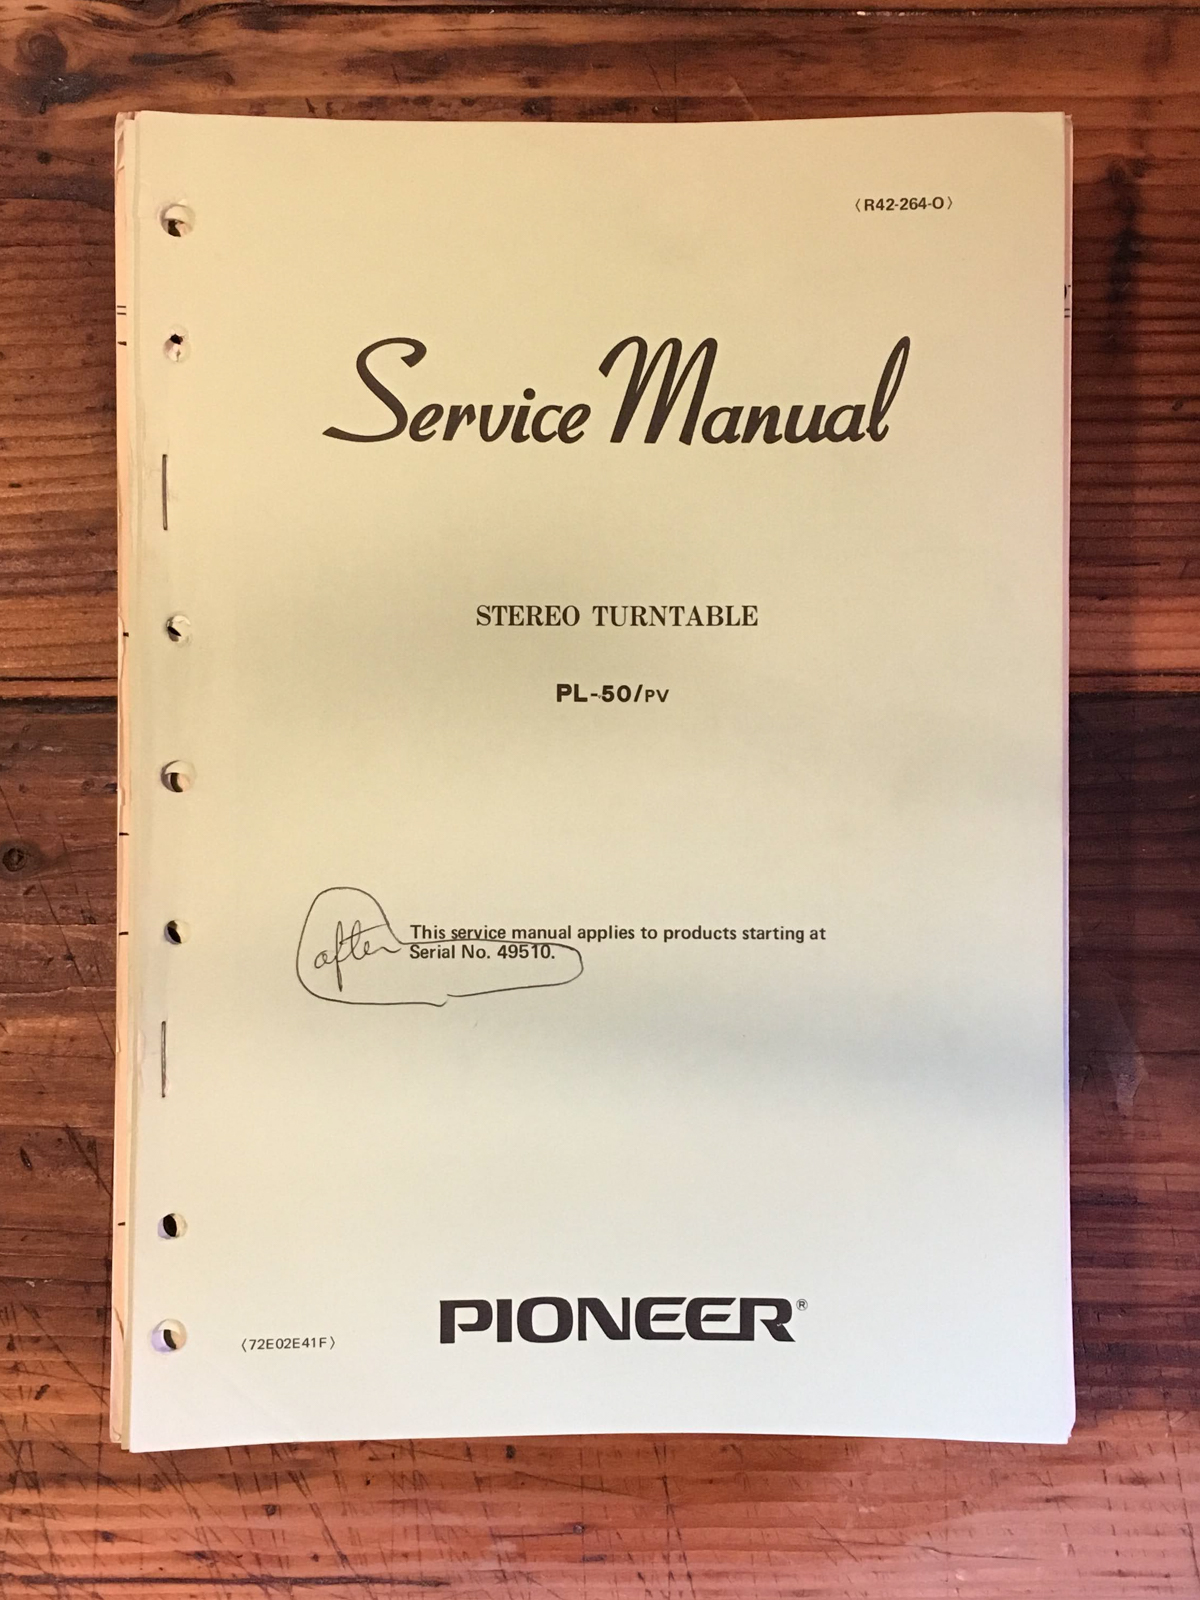 〈R42-264-O〉
Service Manual
STEREO TURNTABLE
PL-50/PV
after
This service manual applies to products starting at
Serial No. 49510.
PIONEER®
〈72E02E41F〉